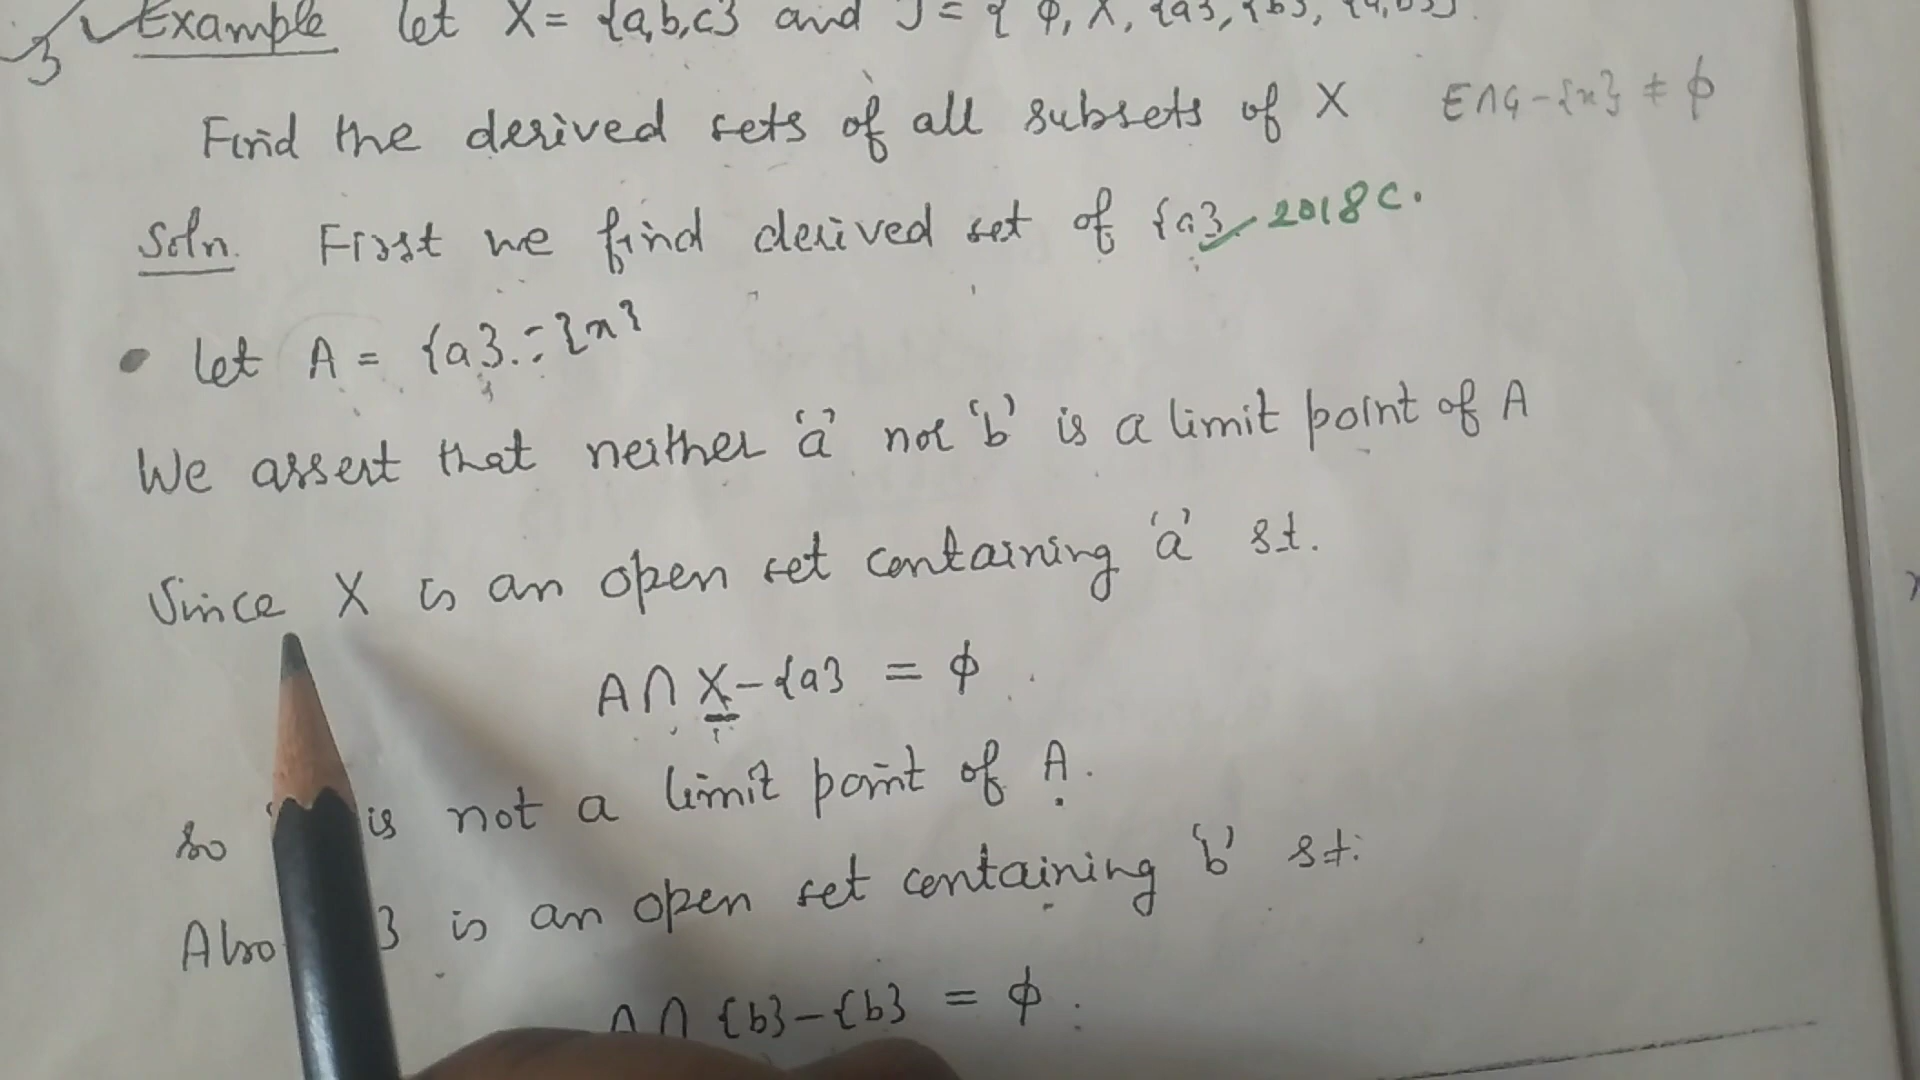 Example let X = {a,b,c} and J = { ϕ, X, {a}, {b}, {a,b}}
Find the derived sets of all subsets of X E∩G-{x} ≠ ϕ
Soln. First we find derived set of {a} 2018 C.
• let A = {a}. = {x}
We assert that neither 'a' nor 'b' is a limit point of A
Since X is an open set containing 'a' s.t.
A∩ X-{a} = ϕ .
So is not a limit point of A.
Also } is an open set containing 'b' s.t.
A∩ {b}-{b} = ϕ .